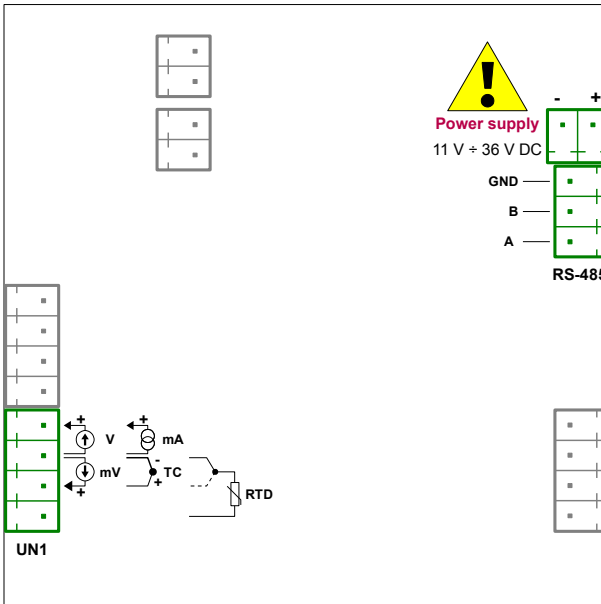 !
- +
Power supply
11 V ÷ 36 V DC
GND
B
A
RS-485
+ +
V mA
- 
mV TC
+ +
RTD
UN1